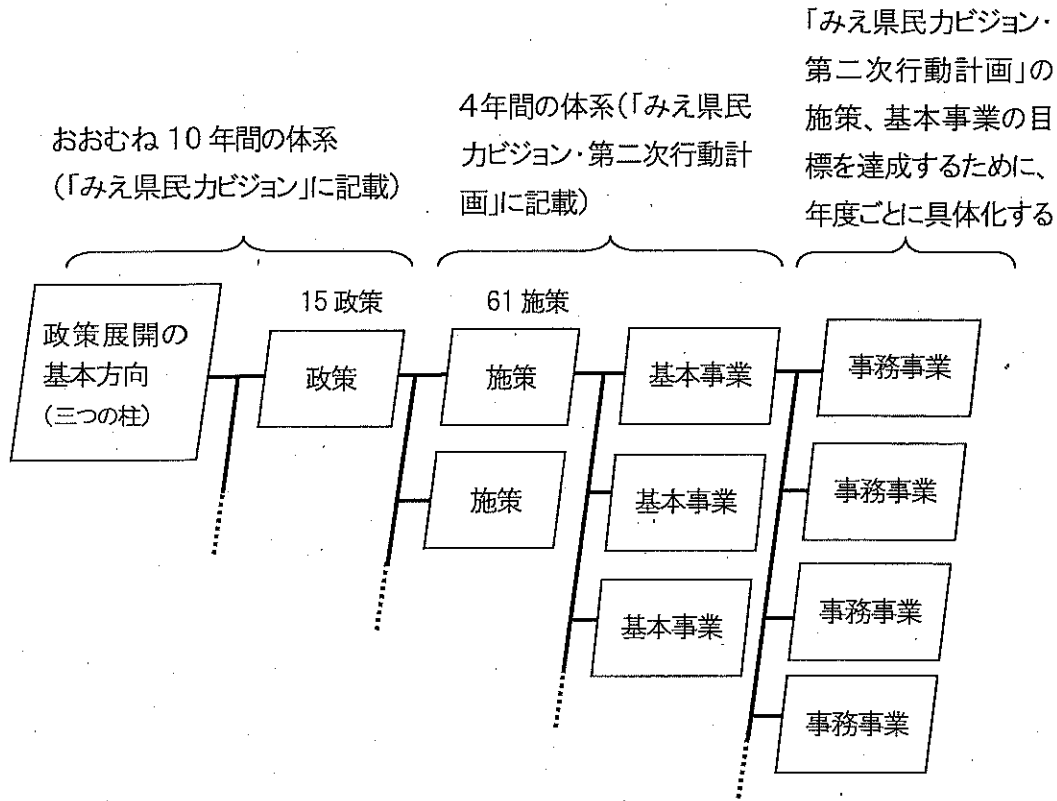 おおむね 10 年間の体系
(「みえ県民力ビジョン」に記載)
4年間の体系(「みえ県民
力ビジョン・第二次行動計
画」に記載)
「みえ県民力ビジョン・
第二次行動計画」の
施策、基本事業の目
標を達成するために、
年度ごとに具体化する
15 政策
61 施策
政策展開の
基本方向
(三つの柱)
政策
施策
基本事業
事務事業
施策
基本事業
事務事業
基本事業
事務事業
事務事業